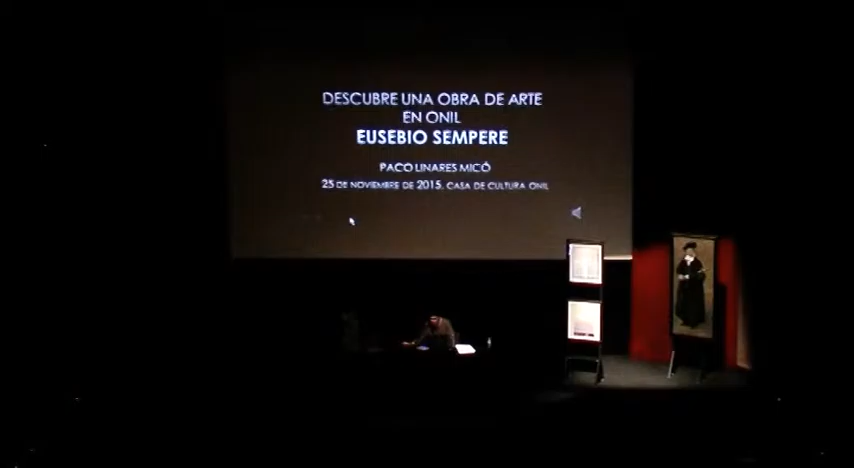 DESCUBRE UNA OBRA DE ARTE
EN ONIL
EUSEBIO SEMPERE
PACO LINARES MICÓ
25 DE NOVIEMBRES DE 2015. CASA DE CULTURA ONIL